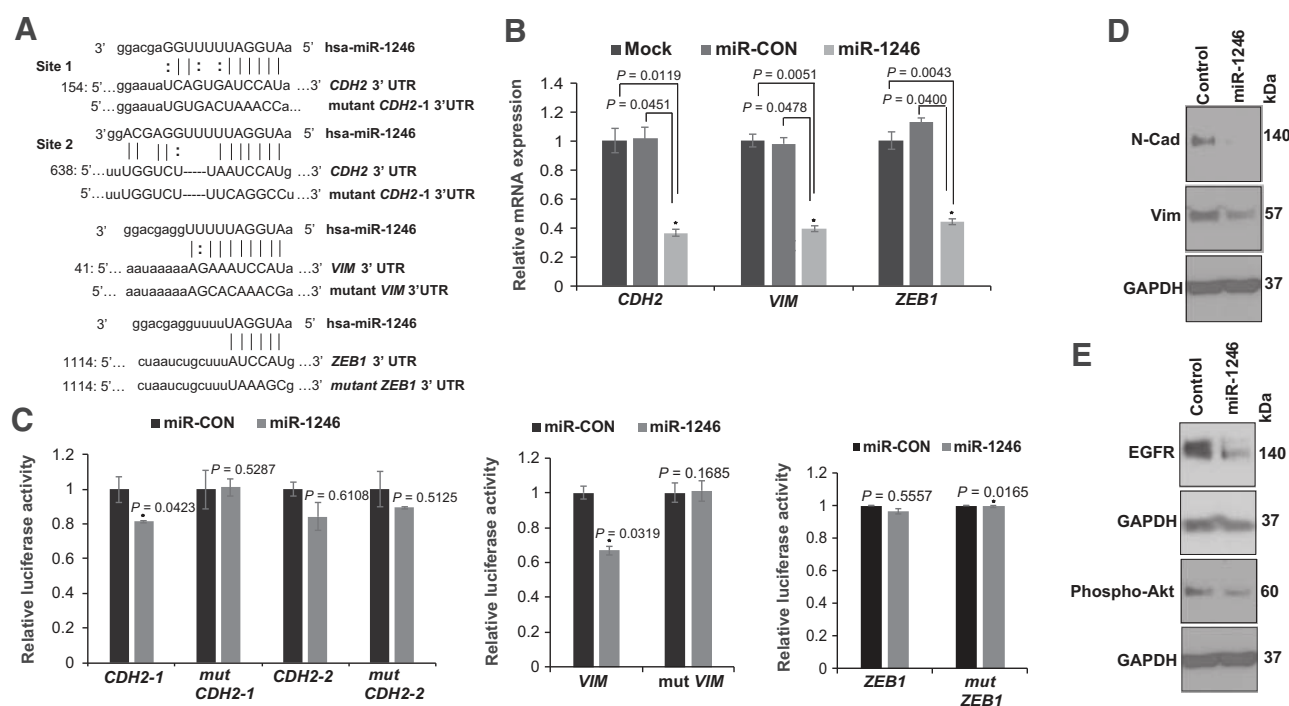 A
3' ggacgaGGUUUUUAGGUAa 5' hsa-miR-1246
Site 1
154: 5'...ggaauaUCAGUGAUCCAUa ...3' CDH2 3' UTR
5'...ggaauaUGUGACUAAACCa... mutant CDH2-1 3'UTR
3'ggACGAGGUUUUUAGGUAa 5' hsa-miR-1246
Site 2
638: 5'...uuUGGUCU-----UAAUCCAUg ...3' CDH2 3' UTR
5'...uuUGGUCU-----UUCAGGCCu ...3' mutant CDH2-1 3'UTR
3' ggacgaggUUUUUAGGUAa 5' hsa-miR-1246
41: 5'... aauaaaaaAGAAAUCCAUa ...3' VIM 3' UTR
5'... aauaaaaaAGCACAAACGa ...3' mutant VIM 3'UTR
3' ggacgagguuuuUAGGUAa 5' hsa-miR-1246
1114: 5'... cuaaucugcuuuAUCCAUg ...3' ZEB1 3' UTR
1114: 5'... cuaaucugcuuuUAAAGCg ...3' mutant ZEB1 3' UTR
B
Mock miR-CON miR-1246
Relative mRNA expression
1.4
1.2
1
0.8
0.6
0.4
0.2
0
P = 0.0119
P = 0.0451
P = 0.0051
P = 0.0478
P = 0.0043
P = 0.0400
* * *
CDH2 VIM ZEB1
C
miR-CON miR-1246
Relative luciferase activity
1.2
1
0.8
0.6
0.4
0.2
0
P = 0.0423
*
P = 0.5287
P = 0.6108
P = 0.5125
CDH2-1 mut CDH2-2 mut
CDH2-1 CDH2-2
miR-CON miR-1246
Relative luciferase activity
1.2
1
0.8
0.6
0.4
0.2
0
P = 0.0319
*
P = 0.1685
VIM mut VIM
miR-CON miR-1246
Relative luciferase activity
1.2
1
0.8
0.6
0.4
0.2
0
P = 0.5557
P = 0.0165
*
ZEB1 mut
ZEB1
D
Control miR-1246 kDa
N-Cad 140
Vim 57
GAPDH 37
E
Control miR-1246 kDa
EGFR 140
GAPDH 37
Phospho-Akt 60
GAPDH 37